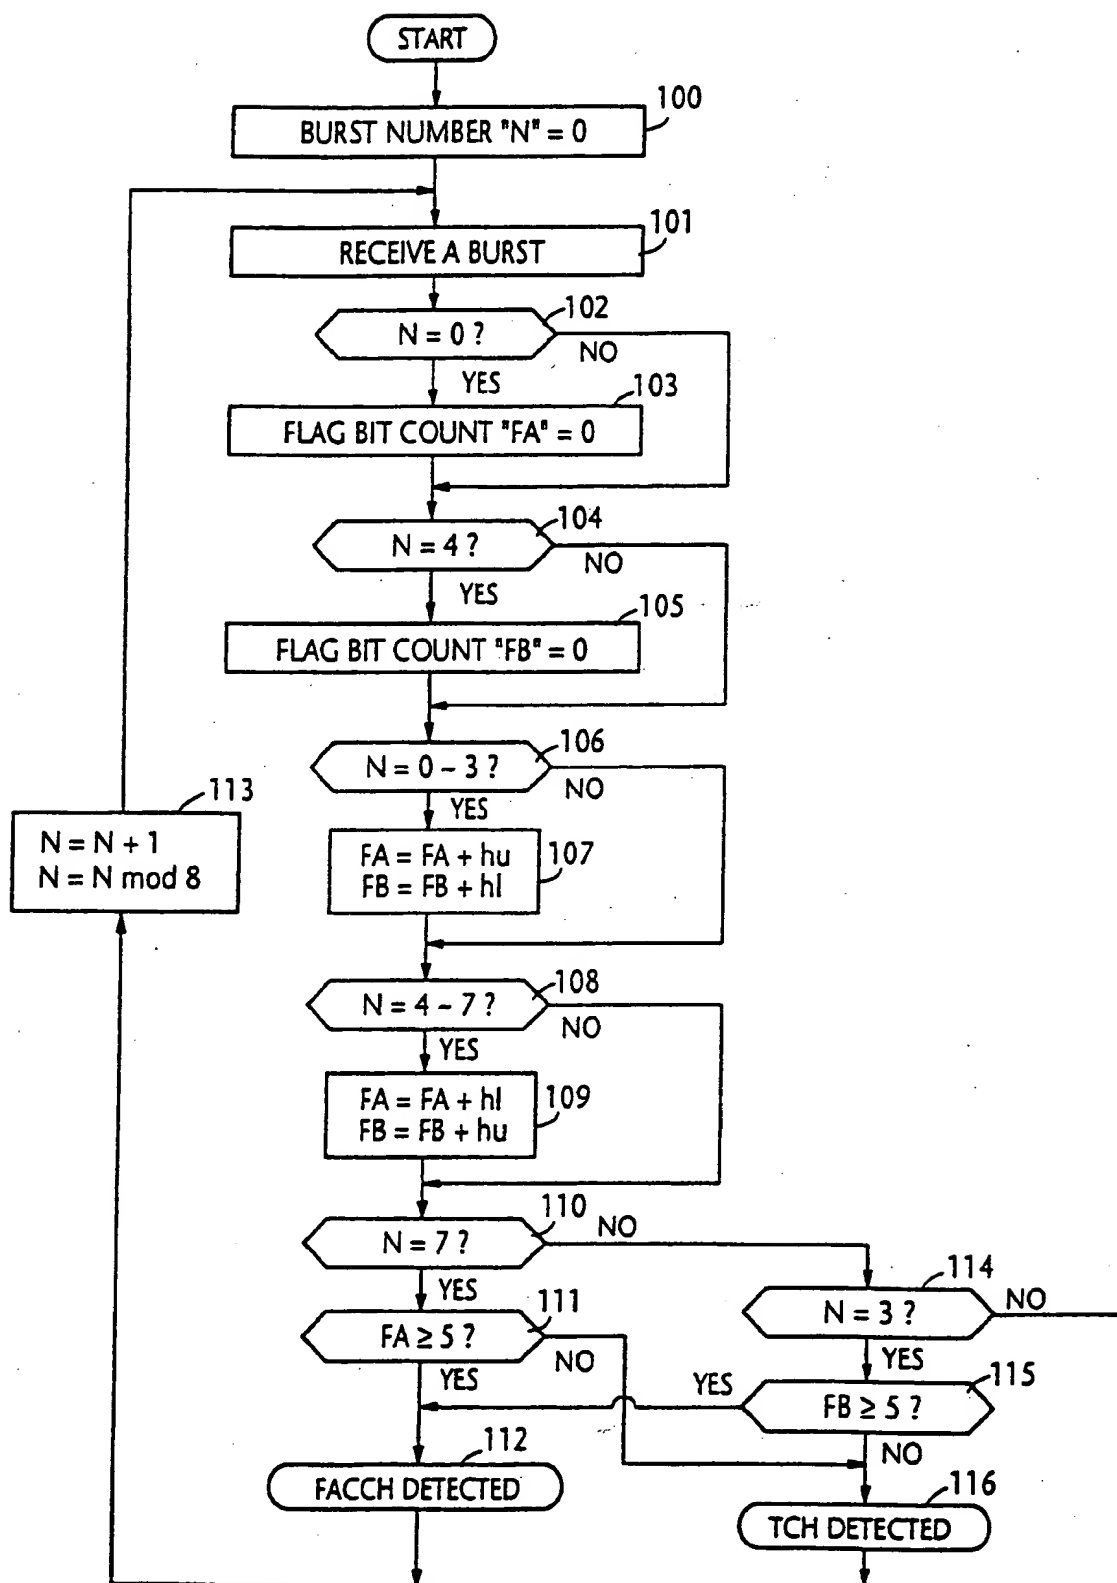 START
100
BURST NUMBER "N" = 0
101
RECEIVE A BURST
102
N = 0 ?
NO
YES
103
FLAG BIT COUNT "FA" = 0
104
N = 4 ?
NO
YES
105
FLAG BIT COUNT "FB" = 0
106
N = 0 – 3 ?
NO
YES
113
N = N + 1
N = N mod 8
107
FA = FA + hu
FB = FB + hl
108
N = 4 – 7 ?
NO
YES
109
FA = FA + hl
FB = FB + hu
110
N = 7 ?
NO
YES
114
N = 3 ?
NO
YES
111
FA ≥ 5 ?
NO
YES
115
FB ≥ 5 ?
YES
NO
112
FACCH DETECTED
116
TCH DETECTED